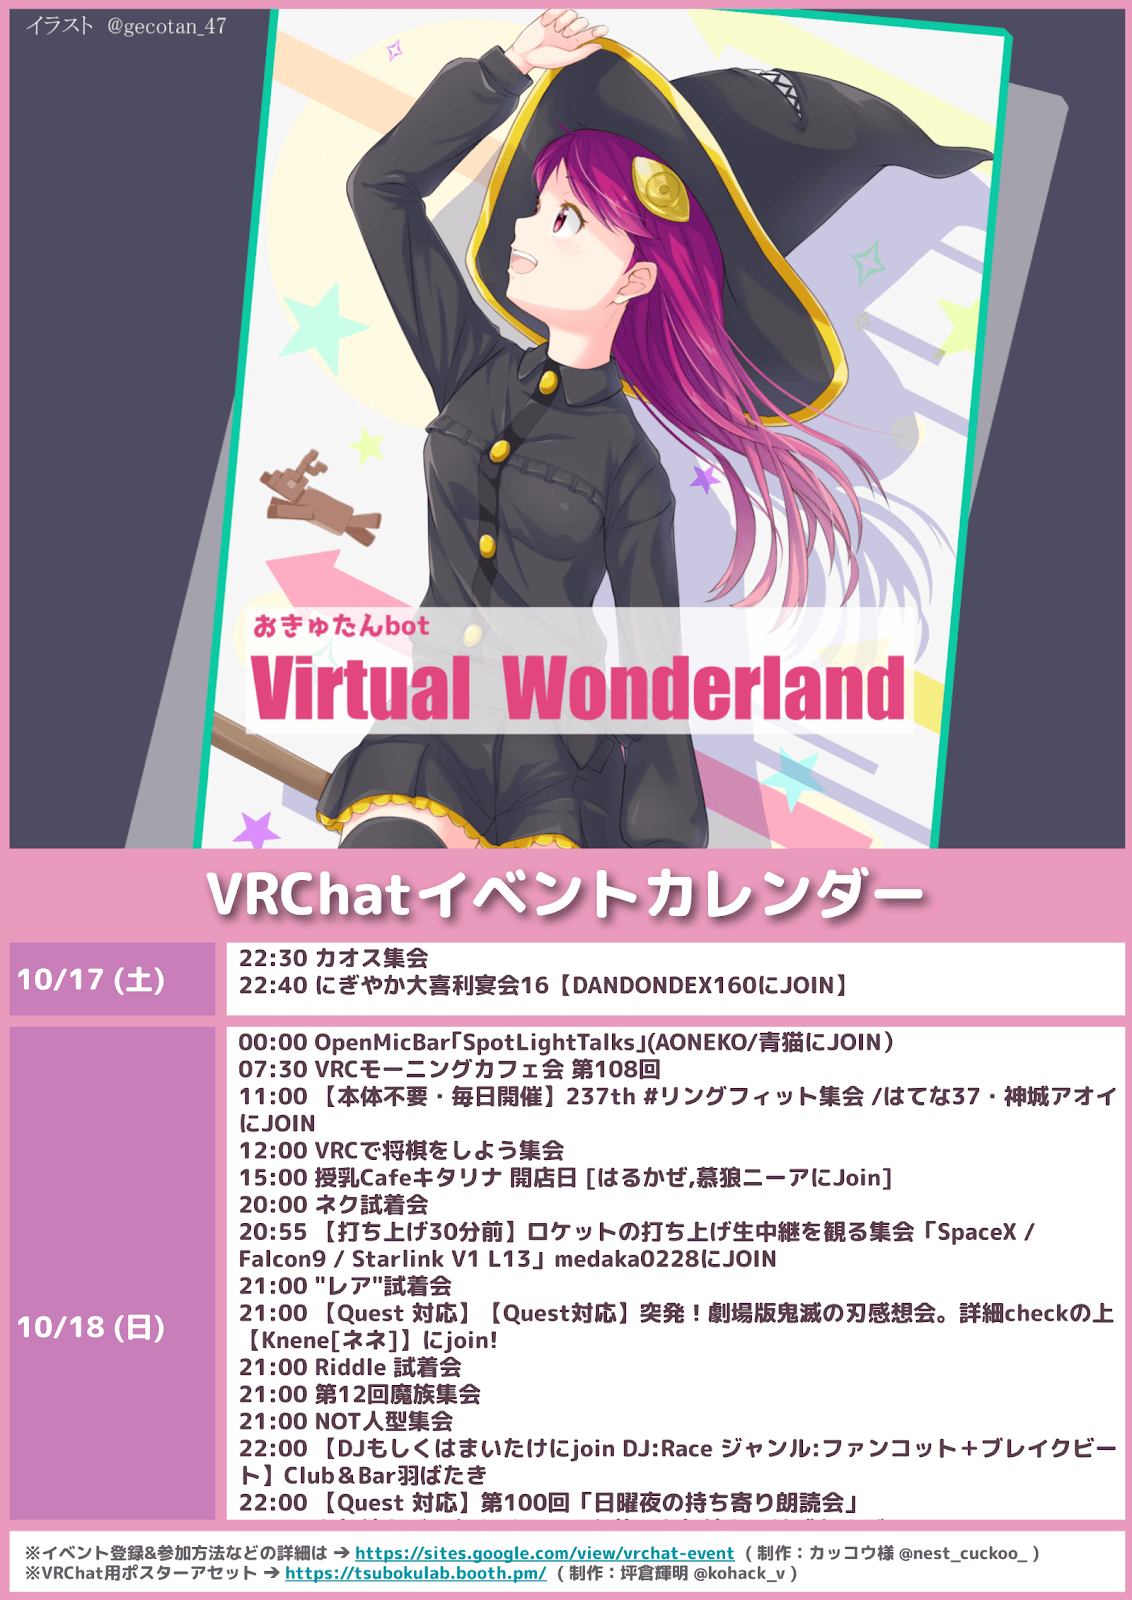 イラスト @gecotan_47
おきゅたんbot
Virtual Wonderland
VRChatイベントカレンダー
10/17 (土)
22:30 カオス集会
22:40 にぎやか大喜利宴会16【DANDONDEX160にJOIN】
10/18 (日)
00:00 OpenMicBar｢SpotLightTalks｣(AONEKO/青猫にJOIN）
07:30 VRCモーニングカフェ会 第108回
11:00 【本体不要・毎日開催】237th #リングフィット集会 /はてな37・神城アオイ
にJOIN
12:00 VRCで将棋をしよう集会
15:00 授乳Cafeキタリナ 開店日 [はるかぜ,慕狼ニーアにJoin]
20:00 ネク試着会
20:55 【打ち上げ30分前】ロケットの打ち上げ生中継を観る集会「SpaceX /
Falcon9 / Starlink V1 L13」medaka0228にJOIN
21:00 "レア"試着会
21:00 【Quest 対応】【Quest対応】突発！劇場版鬼滅の刃感想会。詳細checkの上
【Knene[ネネ]】にjoin!
21:00 Riddle 試着会
21:00 第12回魔族集会
21:00 NOT人型集会
22:00 【DJもしくはまいたけにjoin DJ:Race ジャンル:ファンコット＋ブレイクビー
ト】Club＆Bar羽ばたき
22:00 【Quest 対応】第100回「日曜夜の持ち寄り朗読会」
※イベント登録&参加方法などの詳細は → https://sites.google.com/view/vrchat-event ( 制作：カッコウ様 @nest_cuckoo_ )
※VRChat用ポスターアセット → https://tsubokulab.booth.pm/ ( 制作：坪倉輝明 @kohack_v )